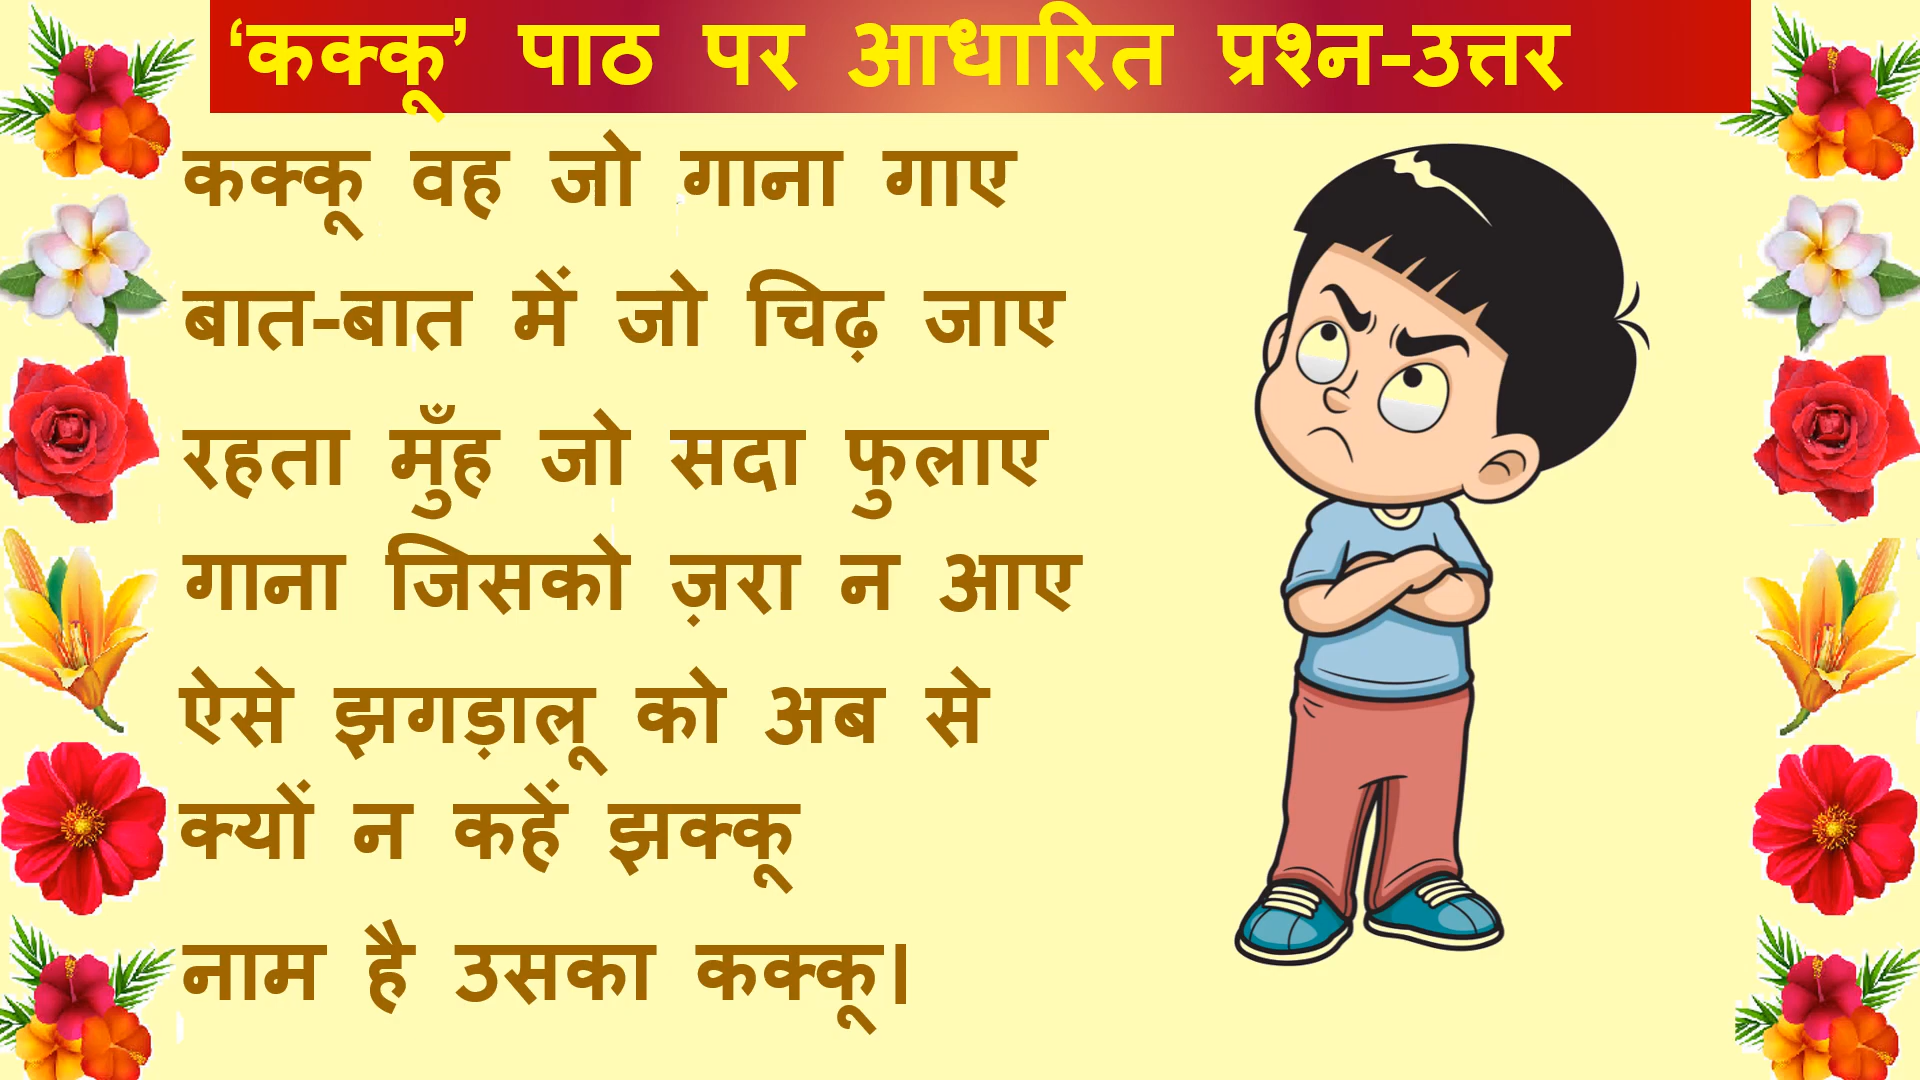 ‘कक्कू’ पाठ पर आधारित प्रश्न-उत्तर
कक्कू वह जो गाना गाए
बात-बात में जो चिढ़ जाए
रहता मुँह जो सदा फुलाए
गाना जिसको ज़रा न आए
ऐसे झगड़ालू को अब से
क्यों न कहें झक्कू
नाम है उसका कक्कू।